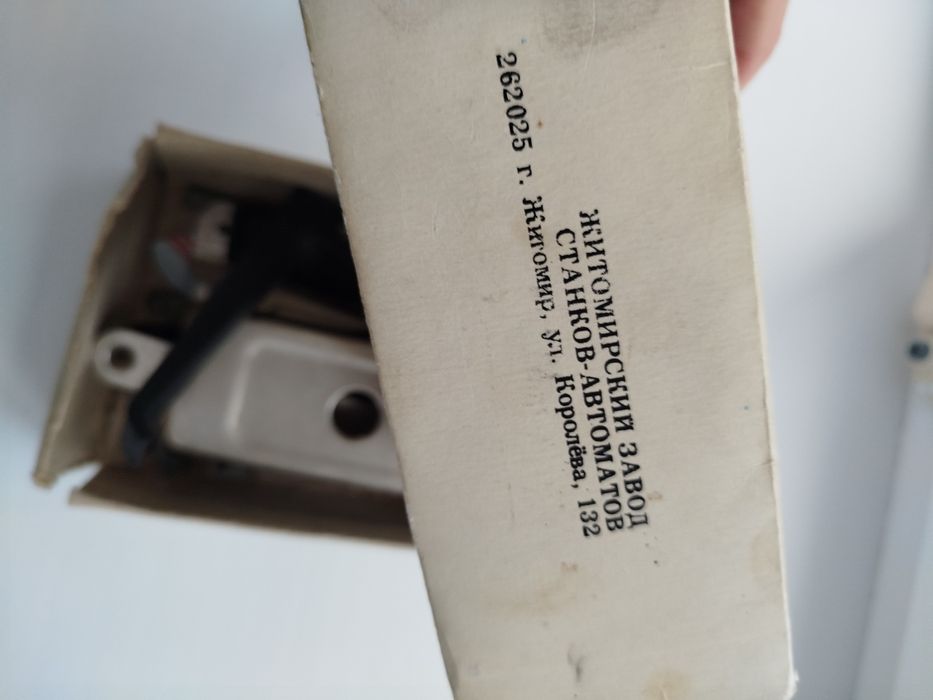 ЖИТОМИРСКИЙ ЗАВОД
СТАНКОВ-АВТОМАТОВ
262025 г. Житомир, ул. Королёва, 132